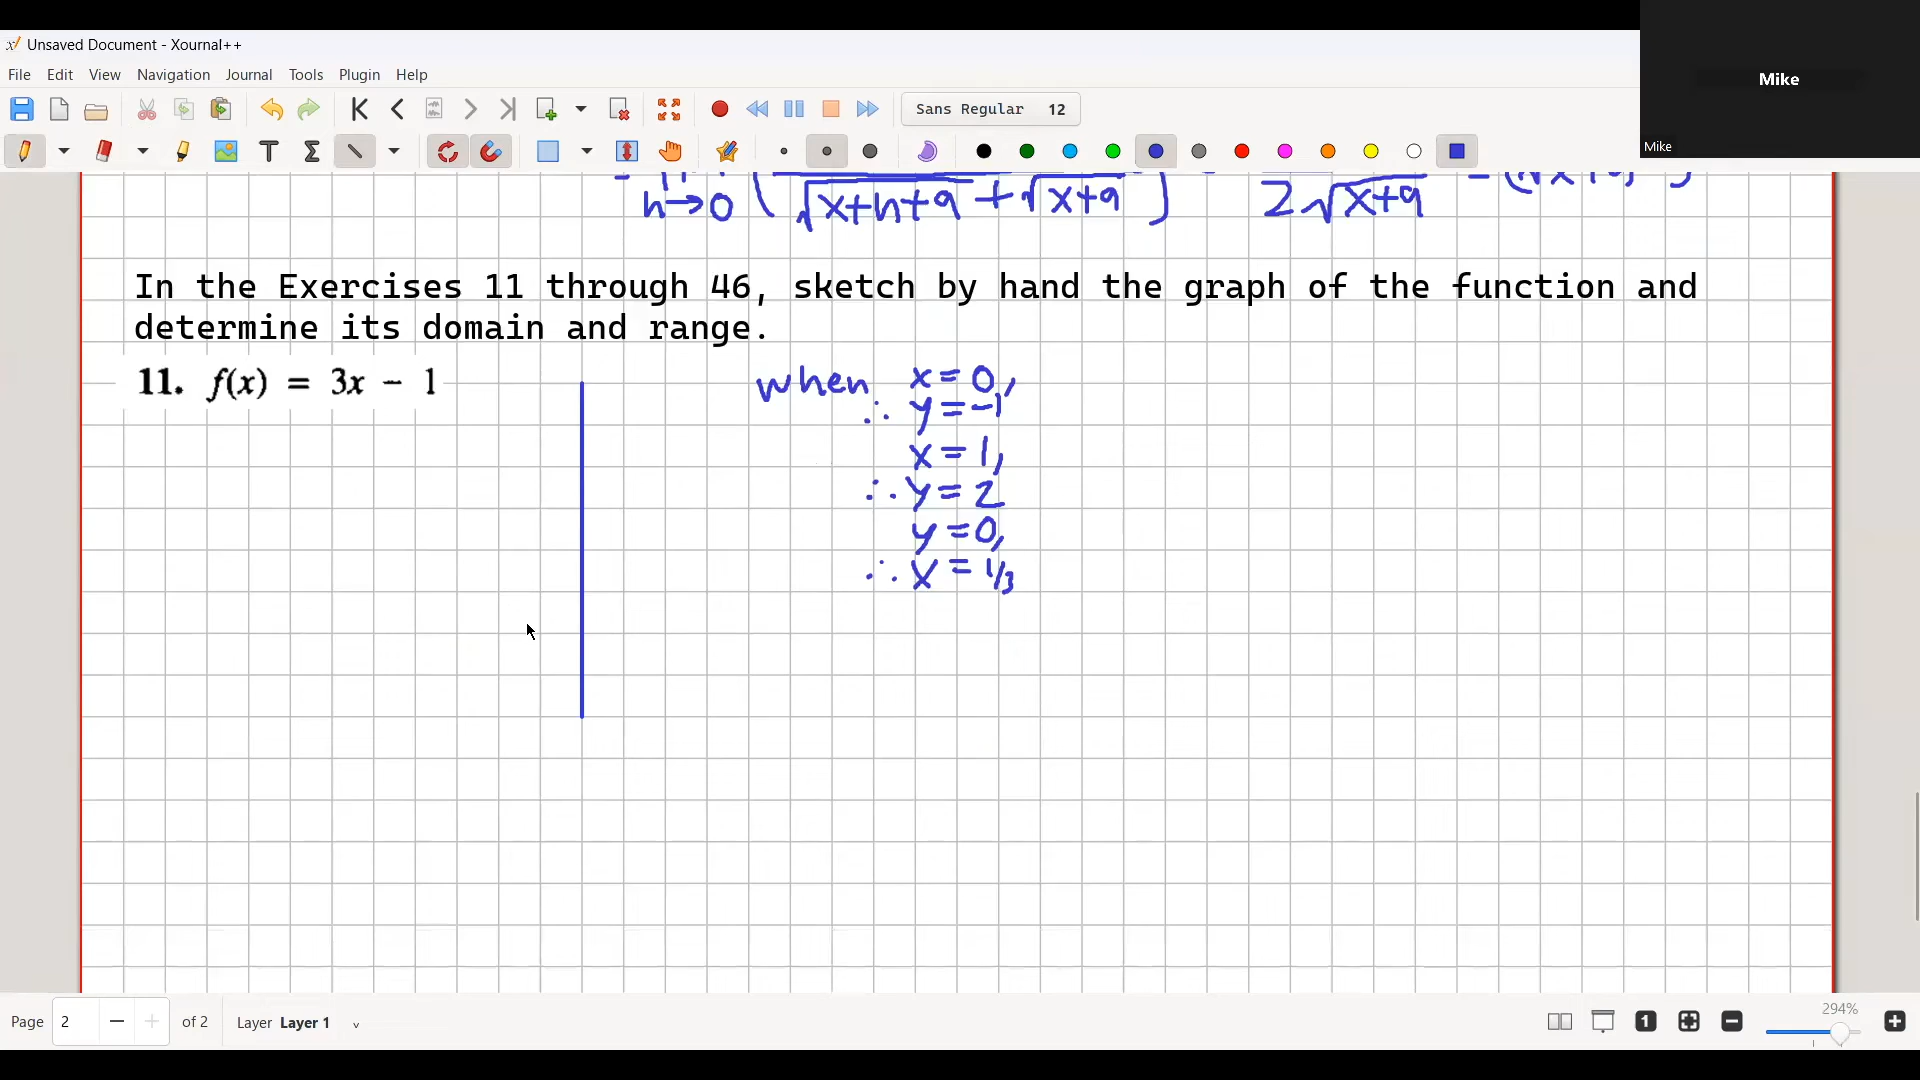 Unsaved Document - Xournal++
Mike
File Edit View Navigation Journal Tools Plugin Help
Sans Regular 12
Mike
h→0 ( √x+h+9 + √x+9 ) 2√x+9
In the Exercises 11 through 46, sketch by hand the graph of the function and
determine its domain and range.
11. f(x) = 3x − 1
when x = 0,
∴ y = -1
x = 1,
∴ y = 2
y = 0,
∴ x = 1/3
Page 2 of 2 Layer Layer 1
294%